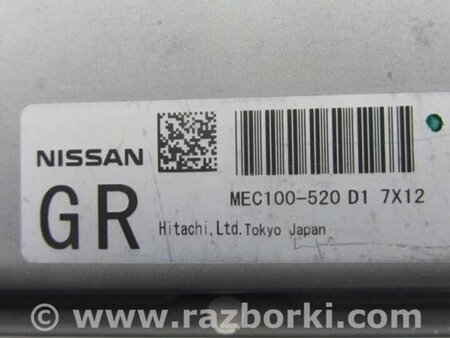 NISSAN
GR
MEC100-520 D1 7X12
Hitachi,Ltd.Tokyo Japan
© www.razborki.com